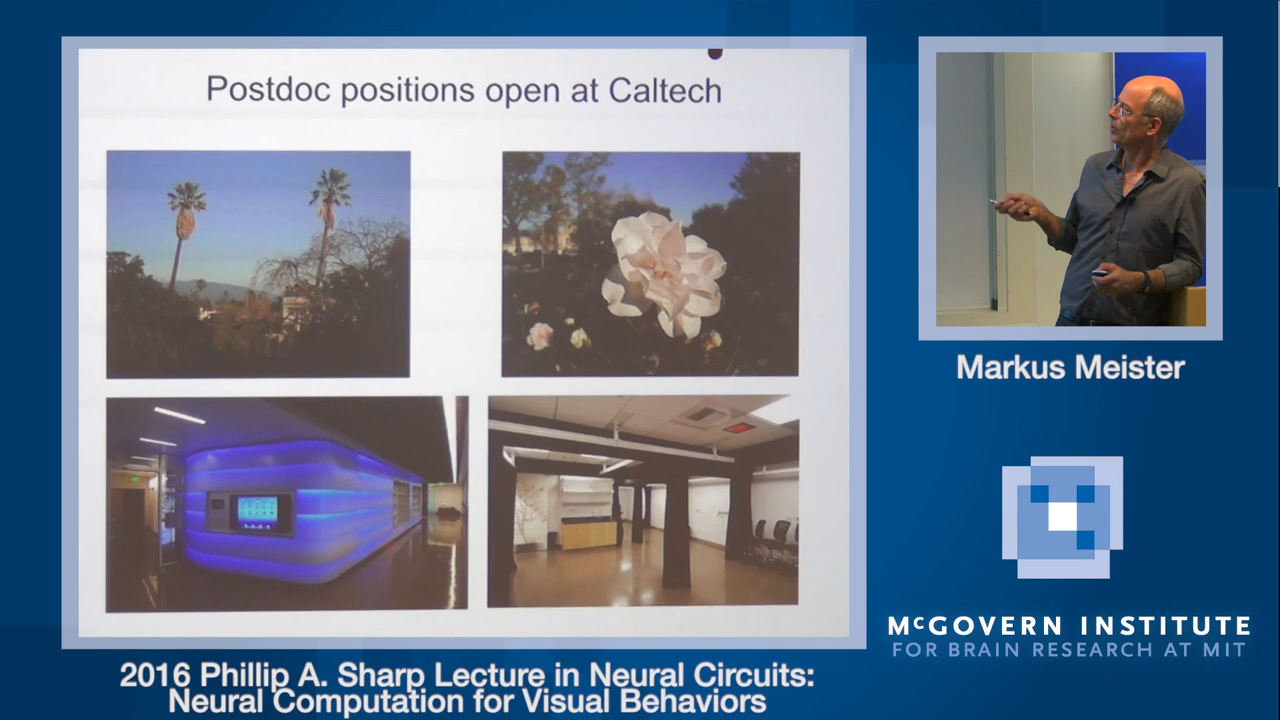 Postdoc positions open at Caltech
Markus Meister
McGOVERN INSTITUTE
FOR BRAIN RESEARCH AT MIT
2016 Phillip A. Sharp Lecture in Neural Circuits:
Neural Computation for Visual Behaviors